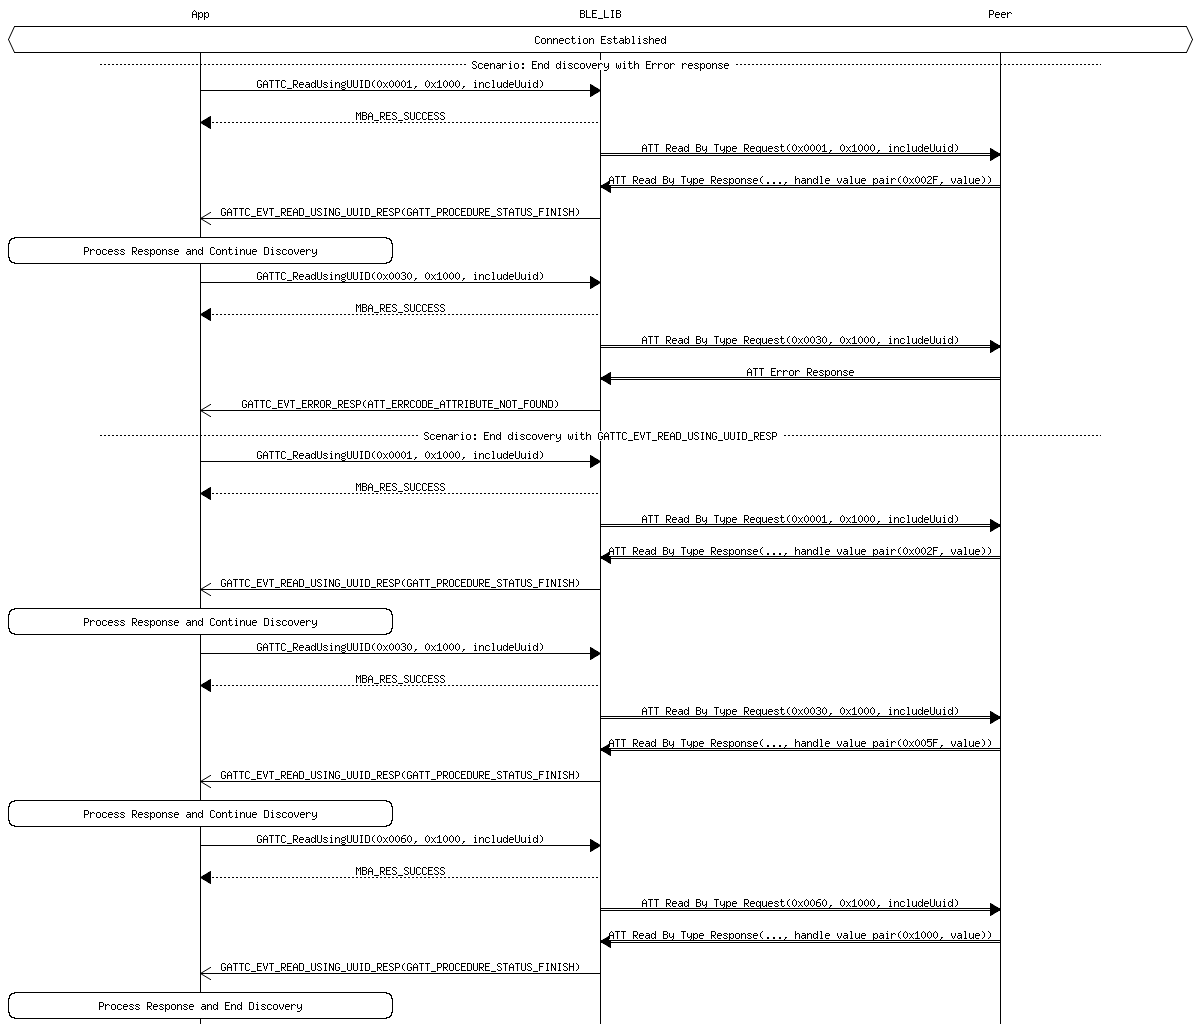 App BLE_LIB Peer
Connection Established
Scenario: End discovery with Error response
GATTC_ReadUsingUUID(0x0001, 0x1000, includeUuid)
MBA_RES_SUCCESS
ATT Read By Type Request(0x0001, 0x1000, includeUuid)
ATT Read By Type Response(..., handle value pair(0x002F, value))
GATTC_EVT_READ_USING_UUID_RESP(GATT_PROCEDURE_STATUS_FINISH)
Process Response and Continue Discovery
GATTC_ReadUsingUUID(0x0030, 0x1000, includeUuid)
MBA_RES_SUCCESS
ATT Read By Type Request(0x0030, 0x1000, includeUuid)
ATT Error Response
GATTC_EVT_ERROR_RESP(ATT_ERRCODE_ATTRIBUTE_NOT_FOUND)
Scenario: End discovery with GATTC_EVT_READ_USING_UUID_RESP
GATTC_ReadUsingUUID(0x0001, 0x1000, includeUuid)
MBA_RES_SUCCESS
ATT Read By Type Request(0x0001, 0x1000, includeUuid)
ATT Read By Type Response(..., handle value pair(0x002F, value))
GATTC_EVT_READ_USING_UUID_RESP(GATT_PROCEDURE_STATUS_FINISH)
Process Response and Continue Discovery
GATTC_ReadUsingUUID(0x0030, 0x1000, includeUuid)
MBA_RES_SUCCESS
ATT Read By Type Request(0x0030, 0x1000, includeUuid)
ATT Read By Type Response(..., handle value pair(0x005F, value))
GATTC_EVT_READ_USING_UUID_RESP(GATT_PROCEDURE_STATUS_FINISH)
Process Response and Continue Discovery
GATTC_ReadUsingUUID(0x0060, 0x1000, includeUuid)
MBA_RES_SUCCESS
ATT Read By Type Request(0x0060, 0x1000, includeUuid)
ATT Read By Type Response(..., handle value pair(0x1000, value))
GATTC_EVT_READ_USING_UUID_RESP(GATT_PROCEDURE_STATUS_FINISH)
Process Response and End Discovery